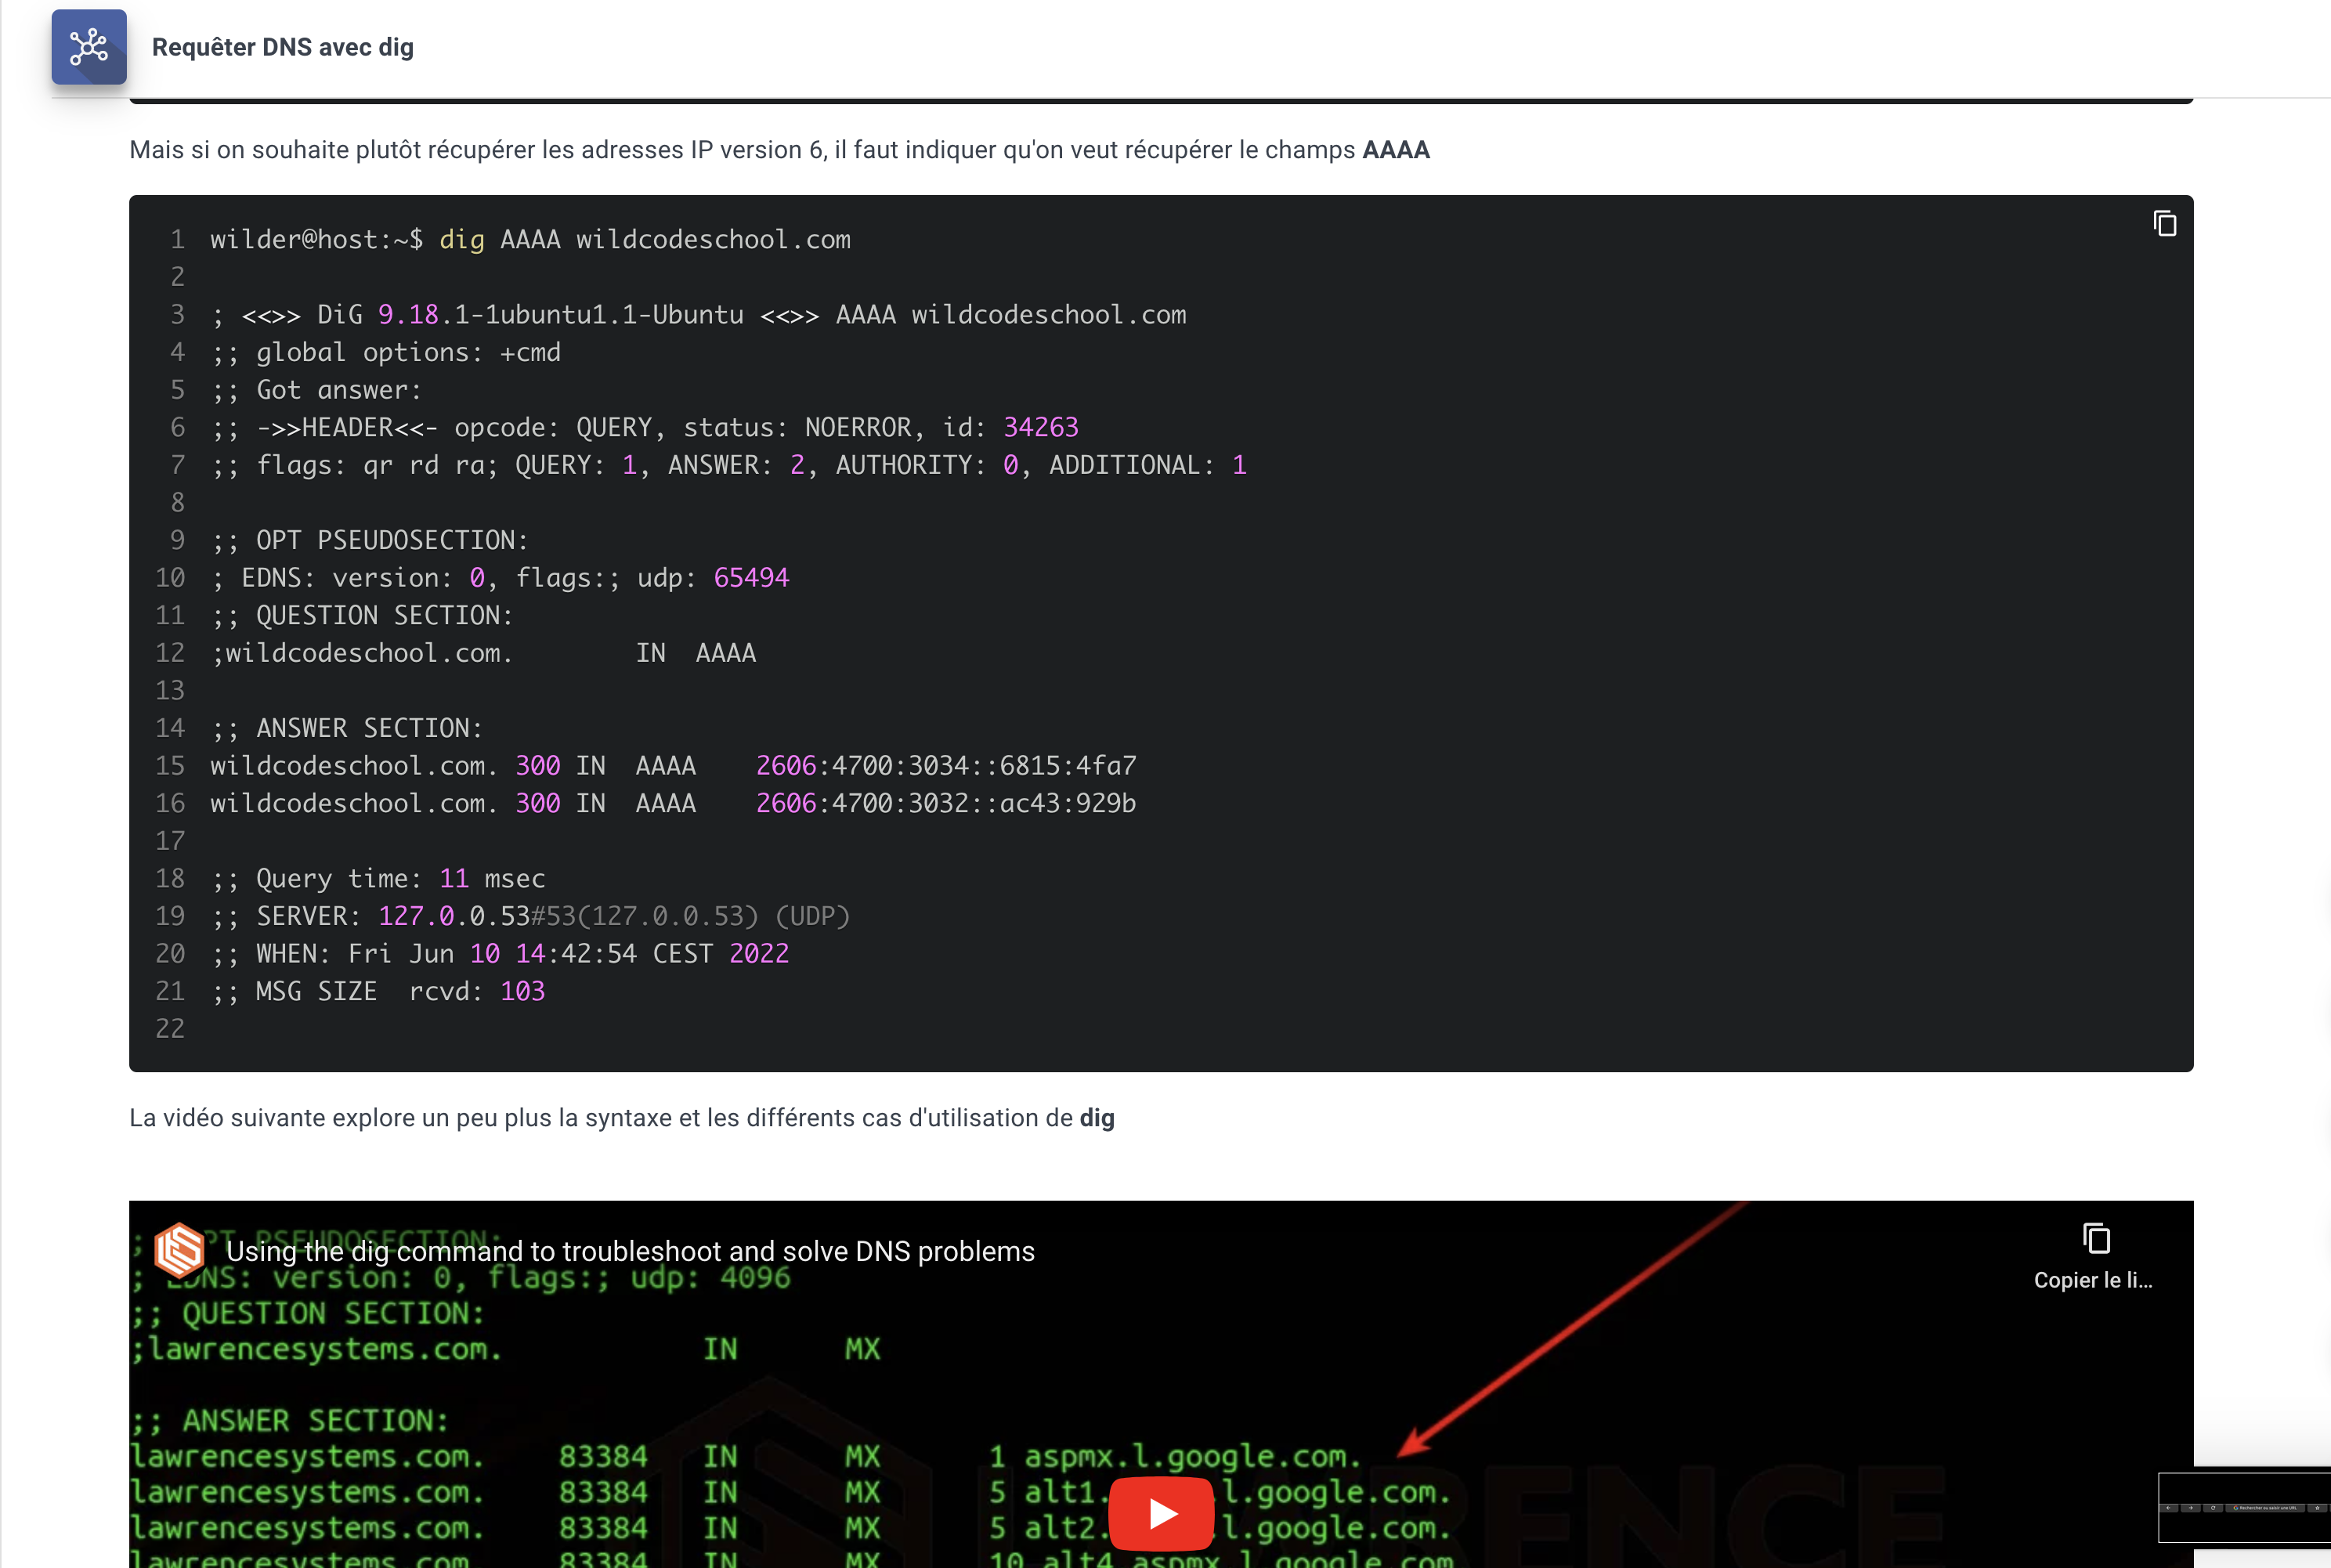 Requêter DNS avec dig
Mais si on souhaite plutôt récupérer les adresses IP version 6, il faut indiquer qu'on veut récupérer le champs AAAA
1 wilder@host:~$ dig AAAA wildcodeschool.com
2
3 ; <<>> DiG 9.18.1-1ubuntu1.1-Ubuntu <<>> AAAA wildcodeschool.com
4 ;; global options: +cmd
5 ;; Got answer:
6 ;; ->>HEADER<<- opcode: QUERY, status: NOERROR, id: 34263
7 ;; flags: qr rd ra; QUERY: 1, ANSWER: 2, AUTHORITY: 0, ADDITIONAL: 1
8
9 ;; OPT PSEUDOSECTION:
10 ; EDNS: version: 0, flags:; udp: 65494
11 ;; QUESTION SECTION:
12 ;wildcodeschool.com. IN AAAA
13
14 ;; ANSWER SECTION:
15 wildcodeschool.com. 300 IN AAAA 2606:4700:3034::6815:4fa7
16 wildcodeschool.com. 300 IN AAAA 2606:4700:3032::ac43:929b
17
18 ;; Query time: 11 msec
19 ;; SERVER: 127.0.0.53#53(127.0.0.53) (UDP)
20 ;; WHEN: Fri Jun 10 14:42:54 CEST 2022
21 ;; MSG SIZE rcvd: 103
22
La vidéo suivante explore un peu plus la syntaxe et les différents cas d'utilisation de dig
; OPT PSEUDOSECTION:
Using the dig command to troubleshoot and solve DNS problems
; EDNS: version: 0, flags:; udp: 4096
Copier le li...
;; QUESTION SECTION:
;lawrencesystems.com. IN MX
;; ANSWER SECTION:
lawrencesystems.com. 83384 IN MX 1 aspmx.l.google.com.
lawrencesystems.com. 83384 IN MX 5 alt1. l.google.com.
lawrencesystems.com. 83384 IN MX 5 alt2. l.google.com.
lawrencesystems.com. 83384 IN MX 10 alt4.aspmx.l.google.com